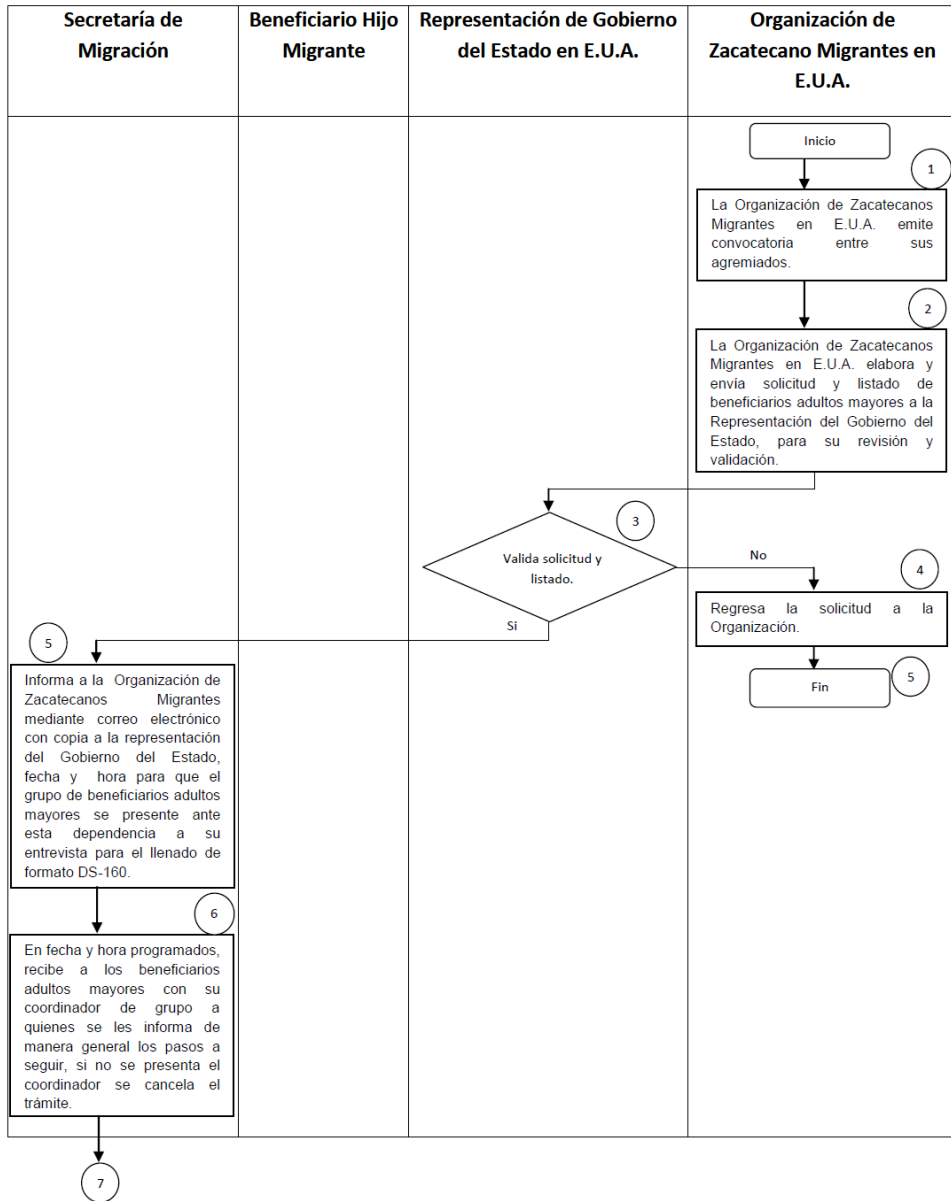 Secretaría de
Migración
Beneficiario Hijo
Migrante
Representación de Gobierno
del Estado en E.U.A.
Organización de
Zacatecano Migrantes en
E.U.A.
Inicio
1
La Organización de Zacatecanos
Migrantes en E.U.A. emite
convocatoria entre sus
agremiados.
2
La Organización de Zacatecanos
Migrantes en E.U.A. elabora y
envía solicitud y listado de
beneficiarios adultos mayores a la
Representación del Gobierno del
Estado, para su revisión y
validación.
3
Valida solicitud y
listado.
No
4
Regresa la solicitud a la
Organización.
Si
5
Fin
5
Informa a la Organización de
Zacatecanos Migrantes
mediante correo electrónico
con copia a la representación
del Gobierno del Estado,
fecha y hora para que el
grupo de beneficiarios adultos
mayores se presente ante
esta dependencia a su
entrevista para el llenado de
formato DS-160.
6
En fecha y hora programados,
recibe a los beneficiarios
adultos mayores con su
coordinador de grupo a
quienes se les informa de
manera general los pasos a
seguir, si no se presenta el
coordinador se cancela el
trámite.
7